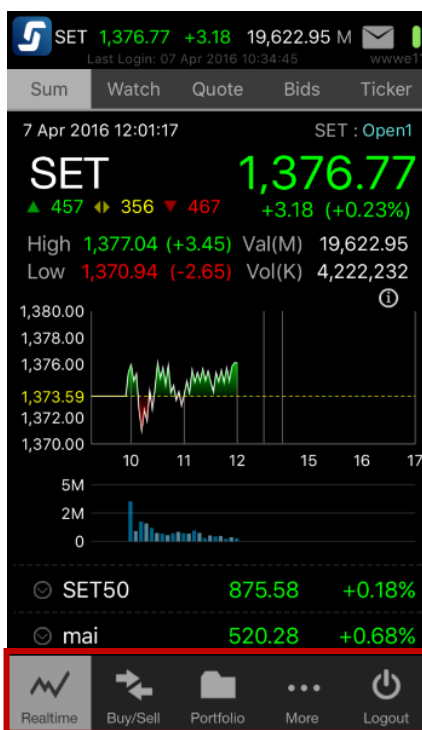 SET 1,376.77 +3.18 19,622.95 M
Last Login: 07 Apr 2016 10:34:45 wwwe11
Sum Watch Quote Bids Ticker
7 Apr 2016 12:01:17 SET : Open1
SET 1,376.77
▲ 457 356 ▼ 467 +3.18 (+0.23%)
High 1,377.04 (+3.45) Val(M) 19,622.95
Low 1,370.94 (-2.65) Vol(K) 4,222,232
1,380.00
1,378.00
1,376.00
1,373.59
1,372.00
1,370.00
10 11 12 15 16 17
5M
2M
0
SET50 875.58 +0.18%
mai 520.28 +0.68%
Realtime Buy/Sell Portfolio More Logout